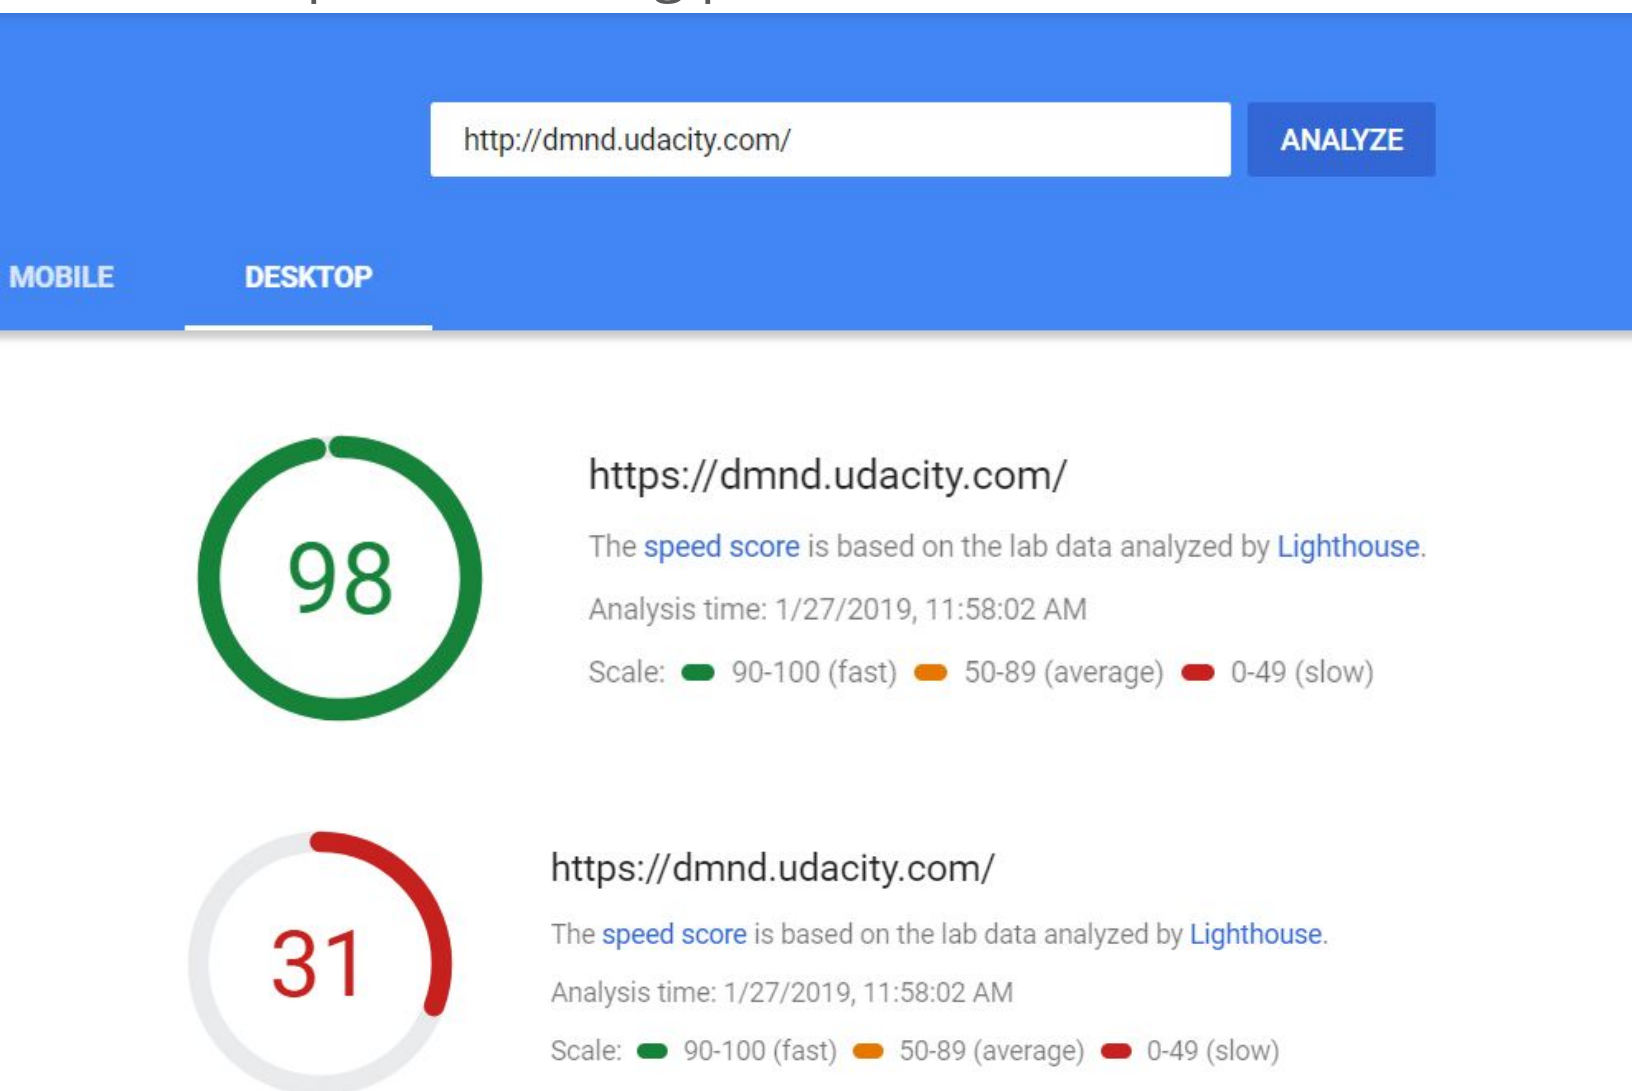 http://dmnd.udacity.com/
ANALYZE
MOBILE
DESKTOP
98
https://dmnd.udacity.com/
The speed score is based on the lab data analyzed by Lighthouse.
Analysis time: 1/27/2019, 11:58:02 AM
Scale: 90-100 (fast) 50-89 (average) 0-49 (slow)
31
https://dmnd.udacity.com/
The speed score is based on the lab data analyzed by Lighthouse.
Analysis time: 1/27/2019, 11:58:02 AM
Scale: 90-100 (fast) 50-89 (average) 0-49 (slow)